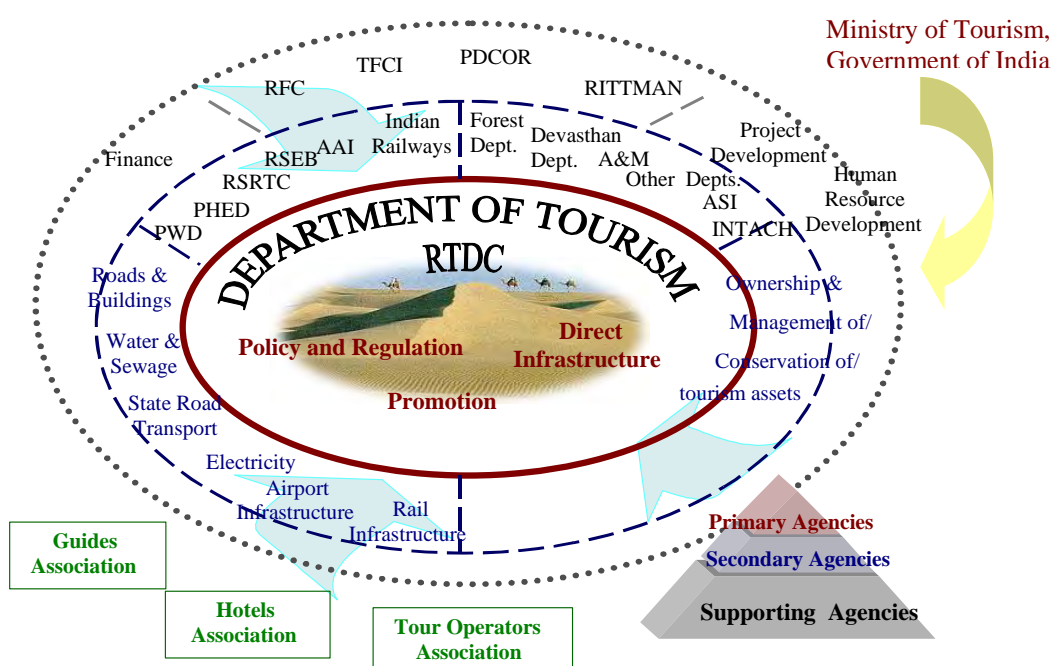 Ministry of Tourism,
Government of India
PDCOR
TFCI
RFC
RITTMAN
Finance
Project
Development
Human
Resource
Development
Indian
Railways
AAI
RSEB
RSRTC
PHED
PWD
Forest
Dept.
Devasthan
Dept.
A&M
Other Depts.
ASI
INTACH
DEPARTMENT OF TOURISM
RTDC
Policy and Regulation
Direct
Infrastructure
Promotion
Roads &
Buildings
Water &
Sewage
State Road
Transport
Electricity
Airport
Infrastructure
Rail
Infrastructure
Ownership &
Management of/
Conservation of/
tourism assets
Guides
Association
Hotels
Association
Tour Operators
Association
Primary Agencies
Secondary Agencies
Supporting Agencies